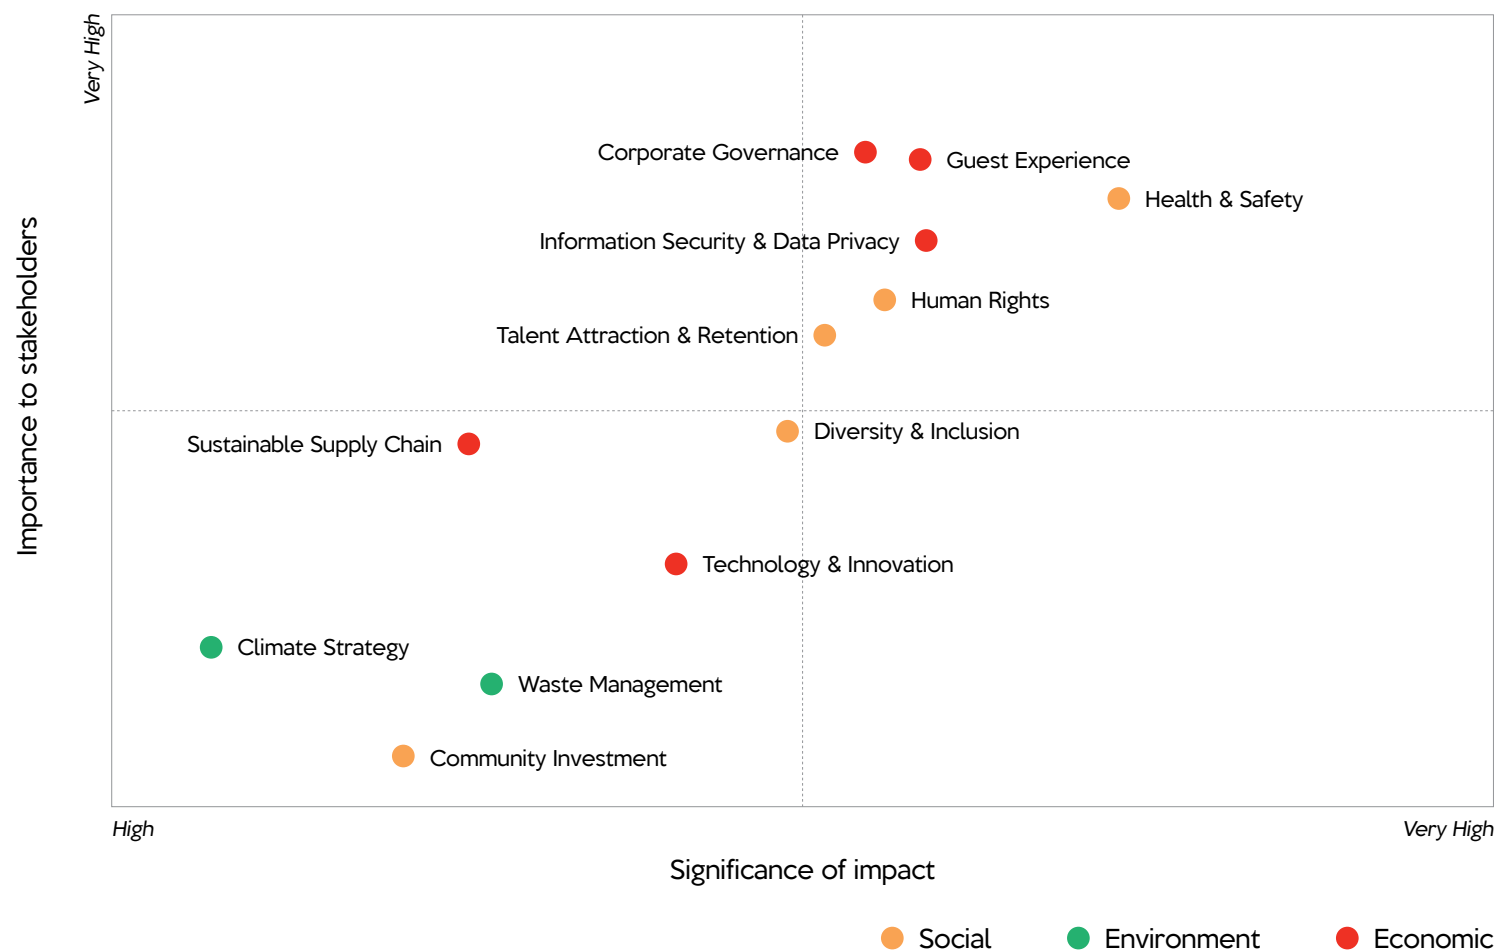 Very High
Corporate Governance
Guest Experience
Health & Safety
Information Security & Data Privacy
Human Rights
Talent Attraction & Retention
Importance to stakeholders
Diversity & Inclusion
Sustainable Supply Chain
Technology & Innovation
Climate Strategy
Waste Management
Community Investment
High
Very High
Significance of impact
Social
Environment
Economic